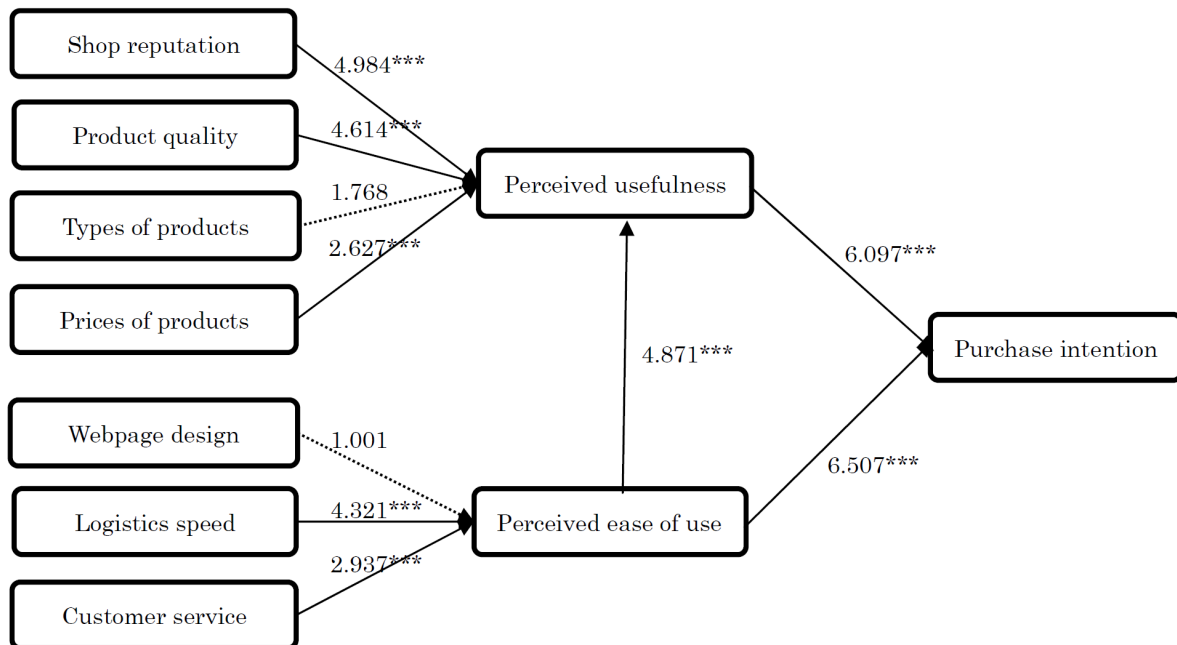 Shop reputation
4.984***
Product quality
4.614***
Perceived usefulness
1.768
Types of products
2.627***
6.097***
Prices of products
Purchase intention
4.871***
Webpage design
1.001
6.507***
Logistics speed
4.321***
Perceived ease of use
2.937***
Customer service